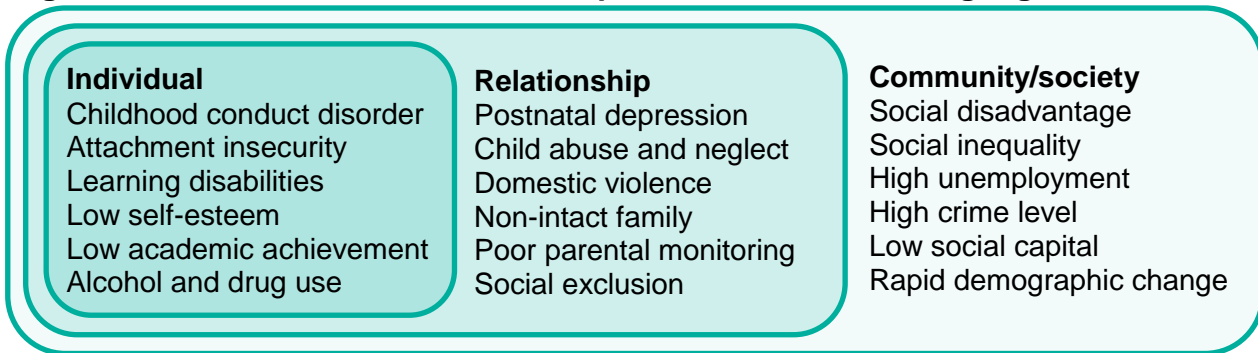 Individual
Childhood conduct disorder
Attachment insecurity
Learning disabilities
Low self-esteem
Low academic achievement
Alcohol and drug use
Relationship
Postnatal depression
Child abuse and neglect
Domestic violence
Non-intact family
Poor parental monitoring
Social exclusion
Community/society
Social disadvantage
Social inequality
High unemployment
High crime level
Low social capital
Rapid demographic change